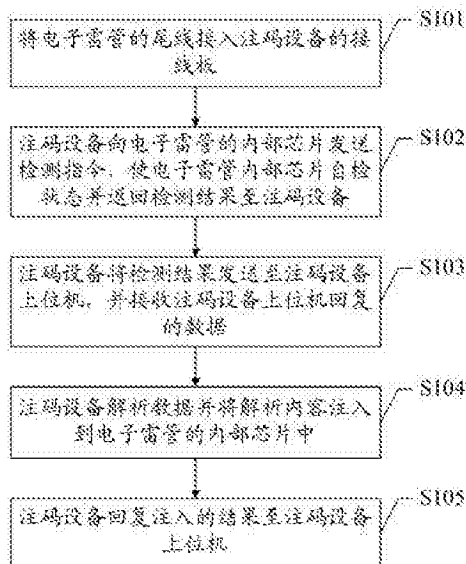 S101
将电子雷管的尾线接入注码设备的接
线板
S102
注码设备向电子雷管的内部芯片发送
检测指令，使电子雷管内部芯片自检
状态并返回检测结果至注码设备
S103
注码设备将检测结果发送至注码设备
上位机，并接收注码设备上位机回复
的数据
S104
注码设备解析数据并将解析内容注入
到电子雷管的内部芯片中
S105
注码设备回复注入的结果至注码设备
上位机